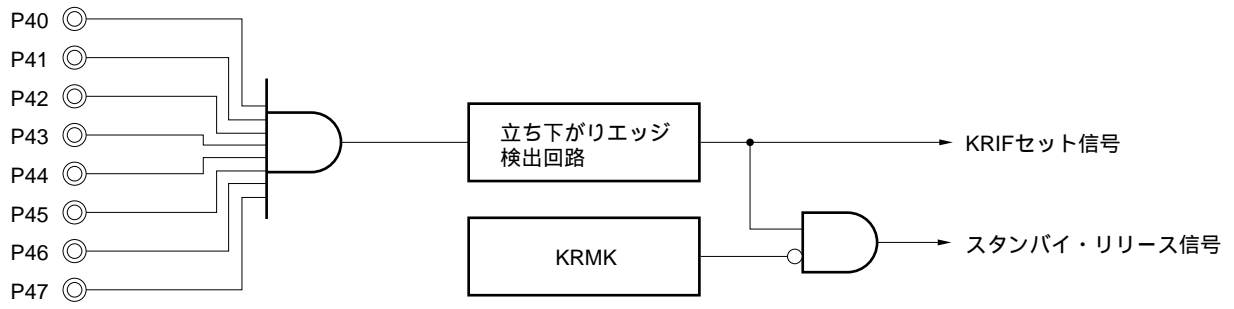 P40
P41
P42
P43
P44
P45
P46
P47
立ち下がりエッジ
検出回路
KRMK
KRIFセット信号
スタンバイ・リリース信号